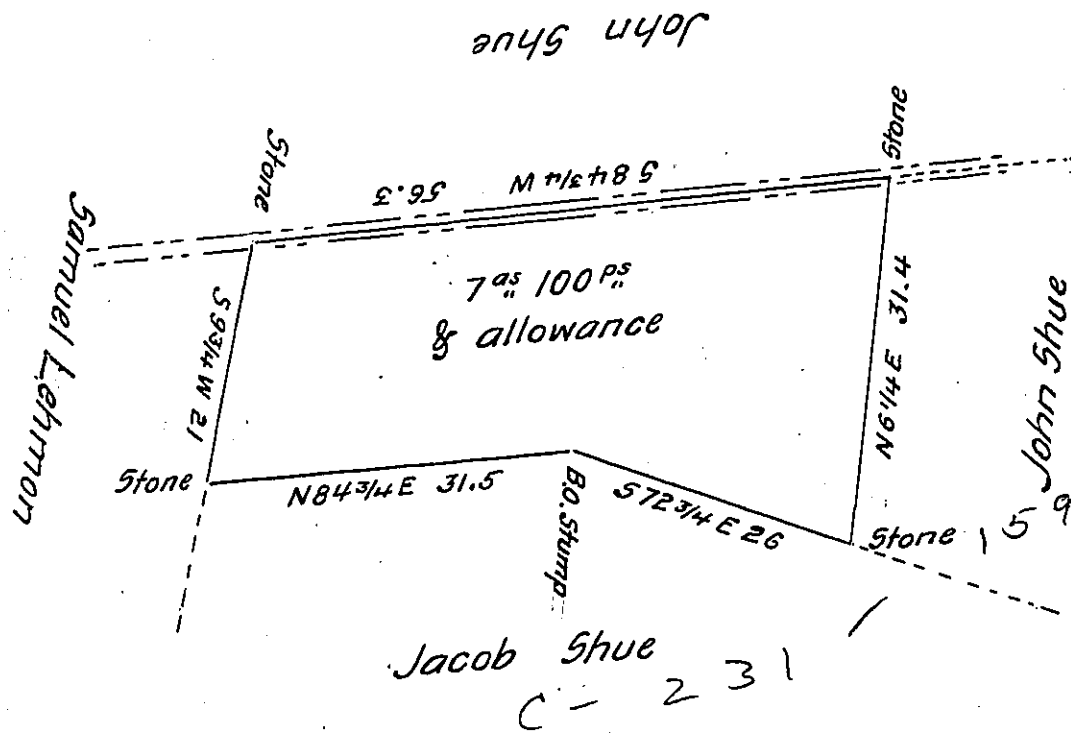 John Shue
Stone
Stone
S 84 3/4 W 56.3
Samuel Lehmon
7 as 100 ps
& allowance
S 9 3/4 W 21
N 6 1/4 E 31.4
John Shue
Stone
N 84 3/4 E 31.5
B.O. Stump
S 72 3/4 E 26
Stone
159
Jacob Shue
C - 231